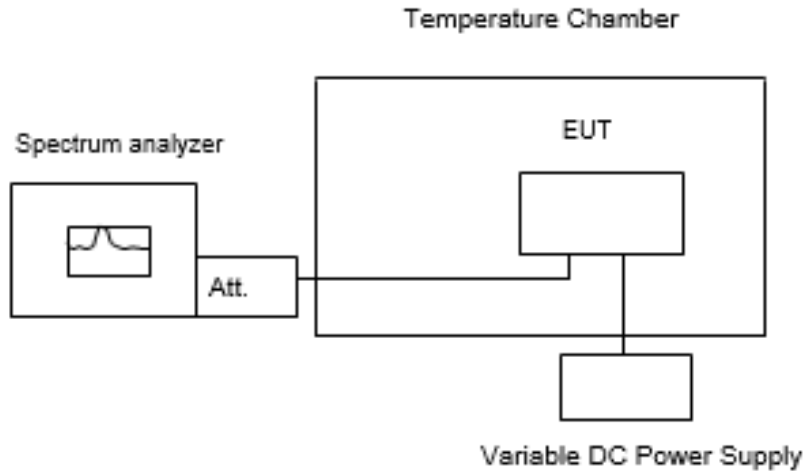 Temperature Chamber
Spectrum analyzer
EUT
Att.
Variable DC Power Supply